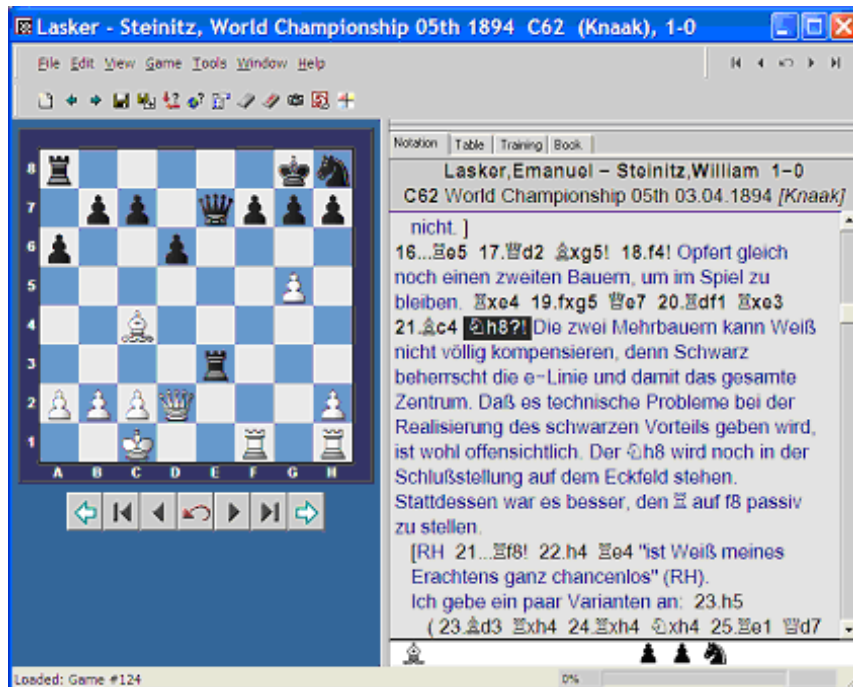 Lasker - Steinitz, World Championship 05th 1894 C62 (Knaak), 1-0
File Edit View Game Tools Window Help
Notation Table Training Book
Lasker,Emanuel – Steinitz,William 1–0
C62 World Championship 05th 03.04.1894 [Knaak]
nicht. ]
16...♖e5 17.♕d2 ♗xg5! 18.f4! Opfert gleich
noch einen zweiten Bauern, um im Spiel zu
bleiben. ♖xe4 19.fxg5 ♕e7 20.♖df1 ♖xe3
21.♗c4 ♘h8?! Die zwei Mehrbauern kann Weiß
nicht völlig kompensieren, denn Schwarz
beherrscht die e–Linie und damit das gesamte
Zentrum. Daß es technische Probleme bei der
Realisierung des schwarzen Vorteils geben wird,
ist wohl offensichtlich. Der ♘h8 wird noch in der
Schlußstellung auf dem Eckfeld stehen.
Stattdessen war es besser, den ♖ auf f8 passiv
zu stellen.
[RH 21...♖f8! 22.h4 ♖e4 "ist Weiß meines
Erachtens ganz chancenlos" (RH).
Ich gebe ein paar Varianten an: 23.h5
( 23.♗d3 ♖xh4 24.♖xh4 ♘xh4 25.♖e1 ♕d7
8
7
6
5
4
3
2
1
A B C D E F G H
Loaded: Game #124
0%